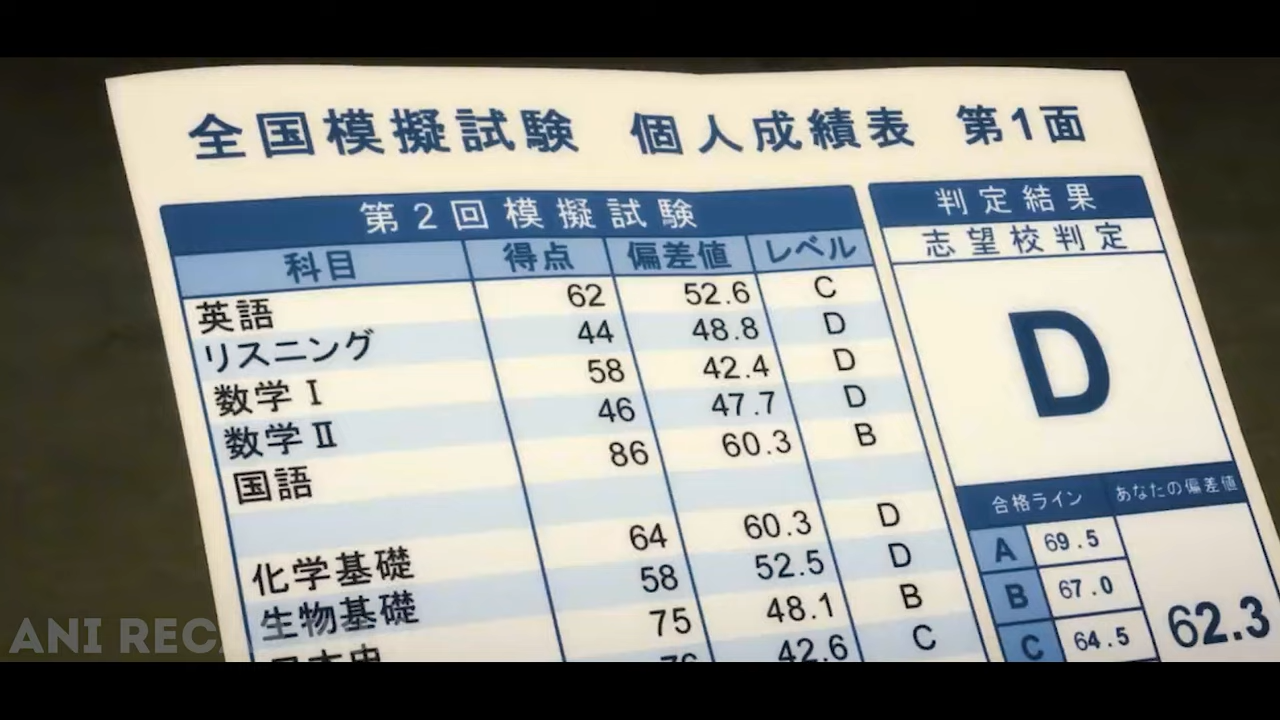 全国模擬試験 個人成績表 第1面
第2回模擬試験
科目 得点 偏差値 レベル
英語 62 52.6 C
リスニング 44 48.8 D
数学Ⅰ 58 42.4 D
数学Ⅱ 46 47.7 D
国語 86 60.3 B
化学基礎 64 60.3 D
生物基礎 58 52.5 D
日本史 75 48.1 B
76 42.6 C
判定結果
志望校判定
D
合格ライン あなたの偏差値
A 69.5
B 67.0
C 64.5
62.3
ANI REC